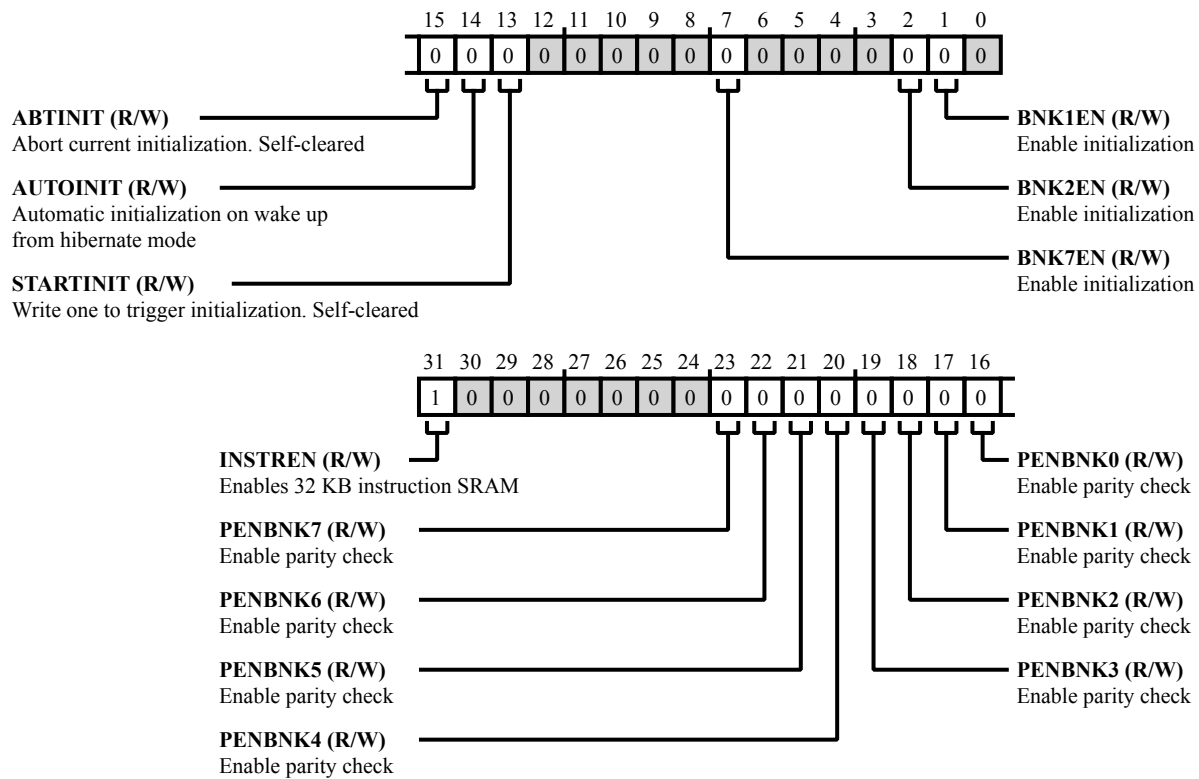 15 14 13 12 11 10 9 8 7 6 5 4 3 2 1 0
0 0 0 0 0 0 0 0 0 0 0 0 0 0 0 0
ABTINIT (R/W)
Abort current initialization. Self-cleared
AUTOINIT (R/W)
Automatic initialization on wake up
from hibernate mode
STARTINIT (R/W)
Write one to trigger initialization. Self-cleared
BNK1EN (R/W)
Enable initialization
BNK2EN (R/W)
Enable initialization
BNK7EN (R/W)
Enable initialization
31 30 29 28 27 26 25 24 23 22 21 20 19 18 17 16
1 0 0 0 0 0 0 0 0 0 0 0 0 0 0 0
INSTREN (R/W)
Enables 32 KB instruction SRAM
PENBNK7 (R/W)
Enable parity check
PENBNK6 (R/W)
Enable parity check
PENBNK5 (R/W)
Enable parity check
PENBNK4 (R/W)
Enable parity check
PENBNK0 (R/W)
Enable parity check
PENBNK1 (R/W)
Enable parity check
PENBNK2 (R/W)
Enable parity check
PENBNK3 (R/W)
Enable parity check